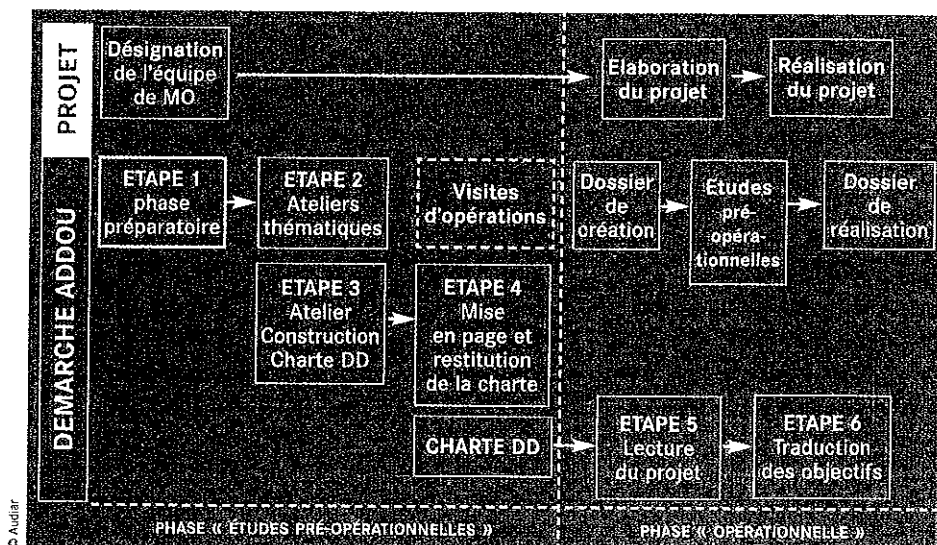 PROJET
Désignation
de l'équipe
de MO
Elaboration
du projet
Réalisation
du projet
DEMARCHE ADDOU
ETAPE 1
phase
préparatoire
ETAPE 2
Ateliers
thématiques
Visites
d'opérations
Dossier
de
création
Etudes
pré-
opéra-
tionnelles
Dossier
de
réalisation
ETAPE 3
Atelier
Construction
Charte DD
ETAPE 4
Mise
en page et
restitution
de la charte
CHARTE DD
ETAPE 5
Lecture
du projet
ETAPE 6
Traduction
des objectifs
PHASE « ÉTUDES PRÉ-OPÉRATIONNELLES »
PHASE « OPÉRATIONNELLE »
© Audiar